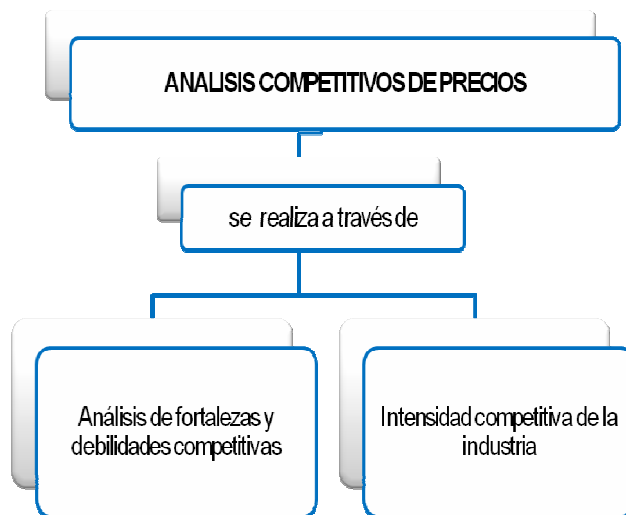 ANALISIS COMPETITIVOS DE PRECIOS
se realiza a través de
Análisis de fortalezas y
debilidades competitivas
Intensidad competitiva de la
industria